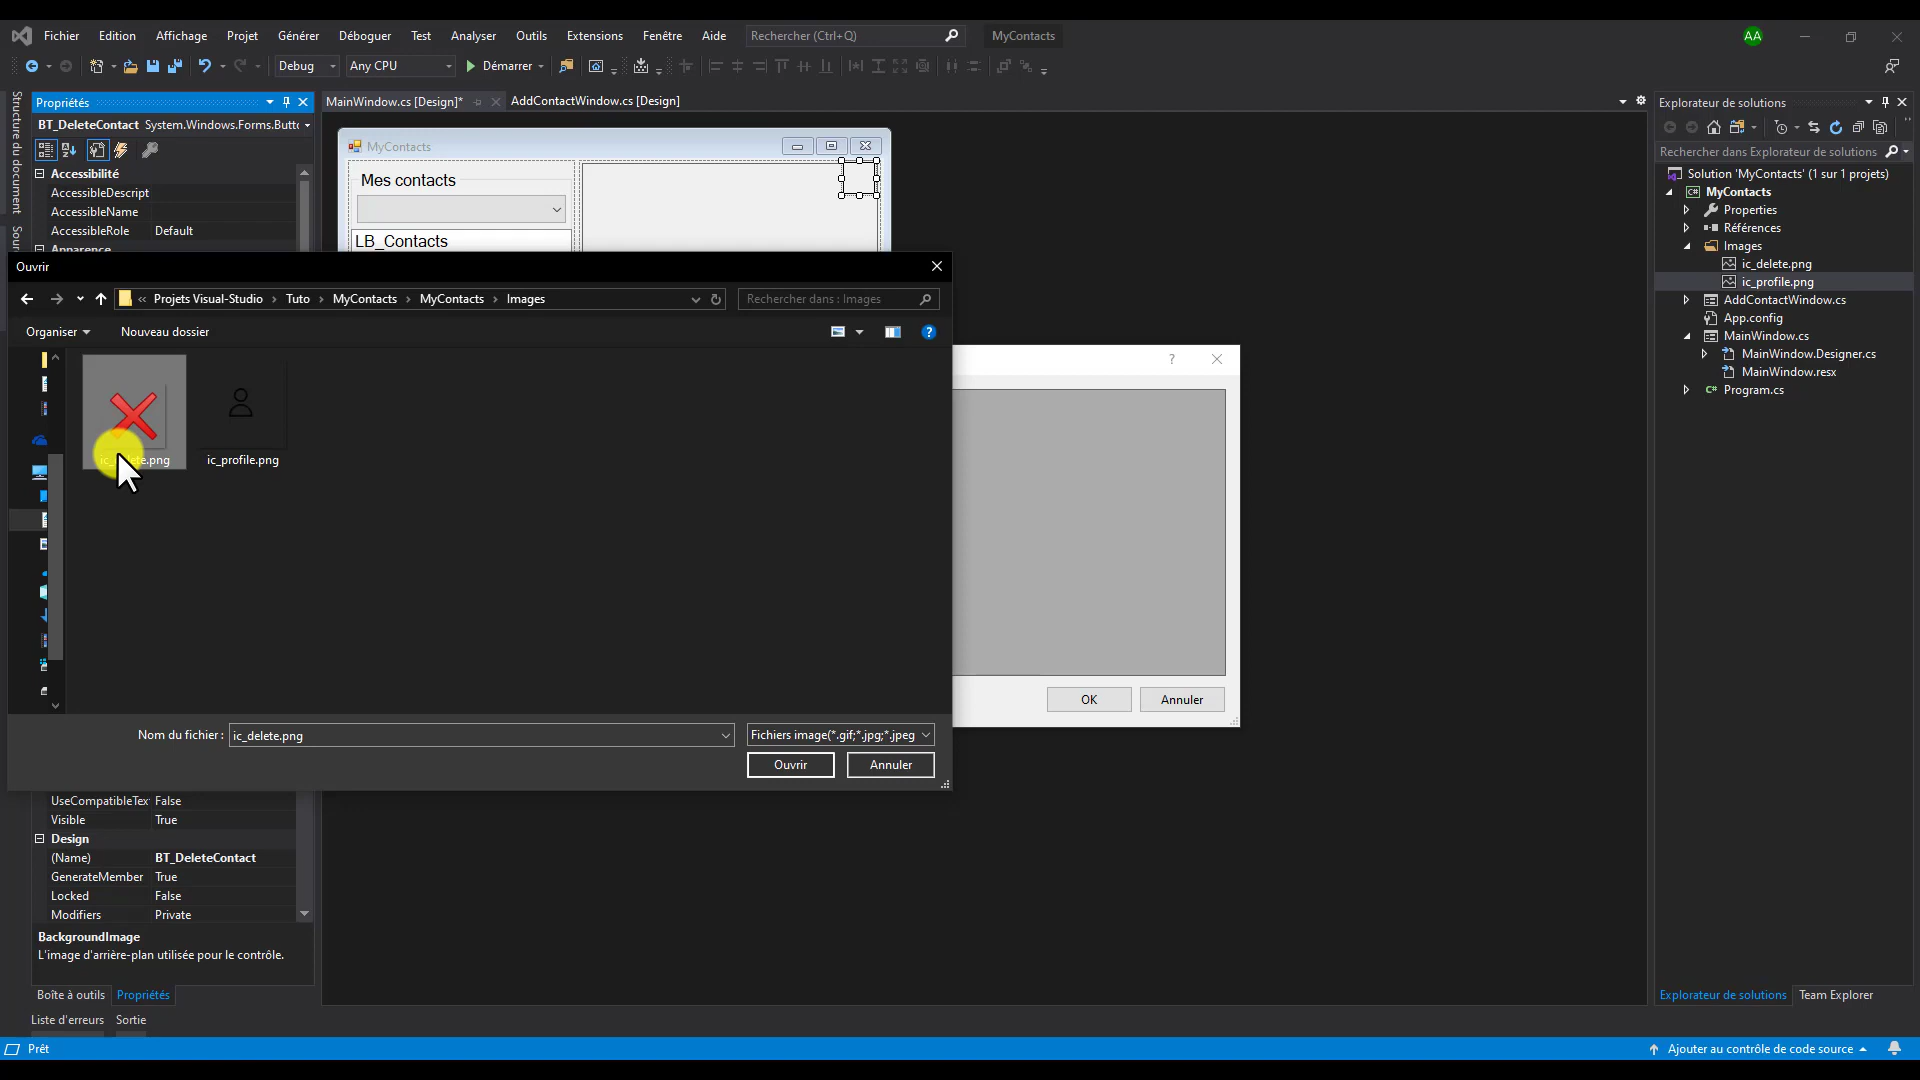 Fichier Edition Affichage Projet Générer Déboguer Test Analyser Outils Extensions Fenêtre Aide Rechercher (Ctrl+Q) MyContacts AA
Debug Any CPU Démarrer
Structure du document
Sour
Propriétés
BT_DeleteContact System.Windows.Forms.Butto
Accessibilité
AccessibleDescript
AccessibleName
AccessibleRole Default
Apparence
MainWindow.cs [Design]* AddContactWindow.cs [Design]
MyContacts
Mes contacts
LB_Contacts
Ouvrir
« Projets Visual-Studio › Tuto › MyContacts › MyContacts › Images
Rechercher dans : Images
Organiser Nouveau dossier ?
ic_profile.png
Nom du fichier : ic_delete.png Fichiers image(*.gif;*.jpg;*.jpeg
Ouvrir Annuler
?
OK Annuler
UseCompatibleTex False
Visible True
Design
(Name) BT_DeleteContact
GenerateMember True
Locked False
Modifiers Private
BackgroundImage
L'image d'arrière-plan utilisée pour le contrôle.
Boîte à outils Propriétés
Liste d'erreurs Sortie
Prêt
Explorateur de solutions
Rechercher dans Explorateur de solutions
Solution 'MyContacts' (1 sur 1 projets)
C# MyContacts
Properties
Références
Images
ic_delete.png
ic_profile.png
AddContactWindow.cs
App.config
MainWindow.cs
MainWindow.Designer.cs
MainWindow.resx
C# Program.cs
Explorateur de solutions Team Explorer
Ajouter au contrôle de code source